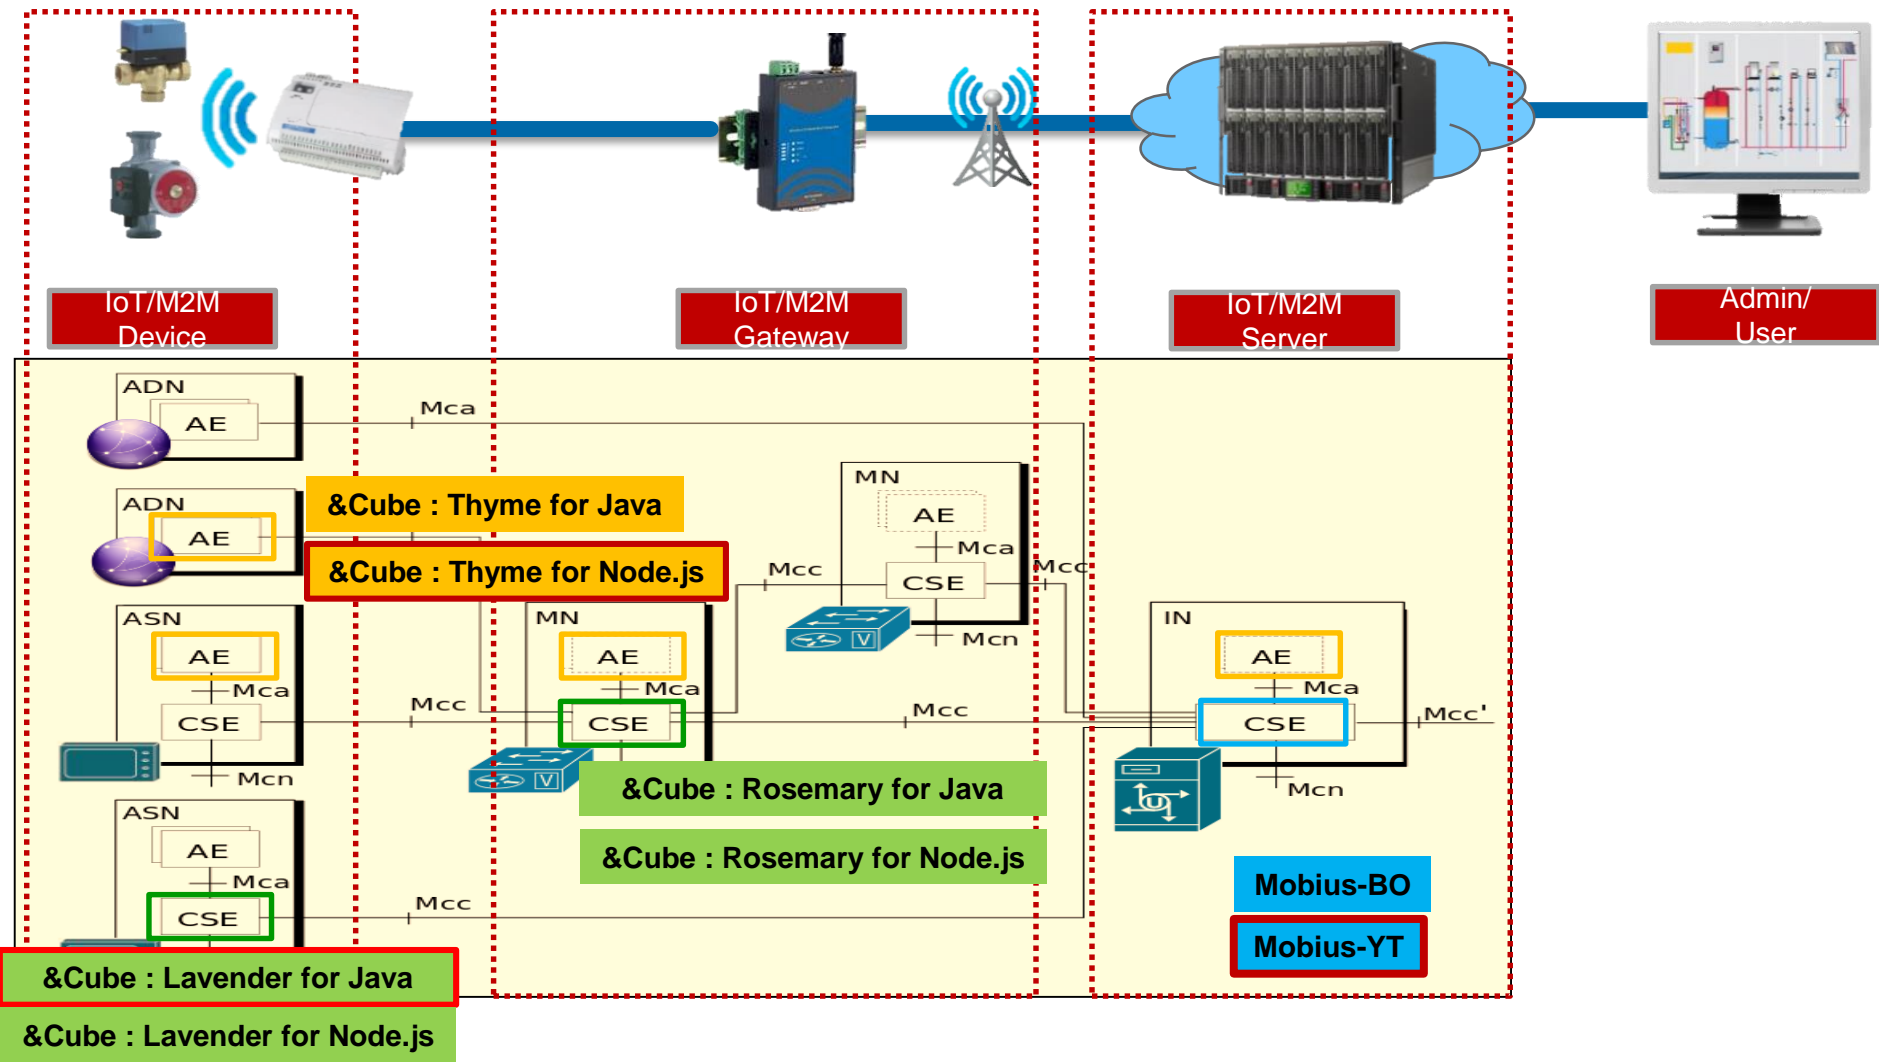 IoT/M2M
Device
IoT/M2M
Gateway
IoT/M2M
Server
Admin/
User
ADN
AE
Mca
ADN
AE
&Cube : Thyme for Java
&Cube : Thyme for Node.js
MN
AE
Mca
Mcc
CSE
Mcc
Mcn
V
ASN
AE
Mca
CSE
Mcc
Mcn
MN
AE
Mca
CSE
Mcc
V
IN
AE
Mca
CSE
Mcc'
Mcn
U
&Cube : Rosemary for Java
&Cube : Rosemary for Node.js
ASN
AE
Mca
CSE
Mcc
Mobius-BO
Mobius-YT
&Cube : Lavender for Java
&Cube : Lavender for Node.js